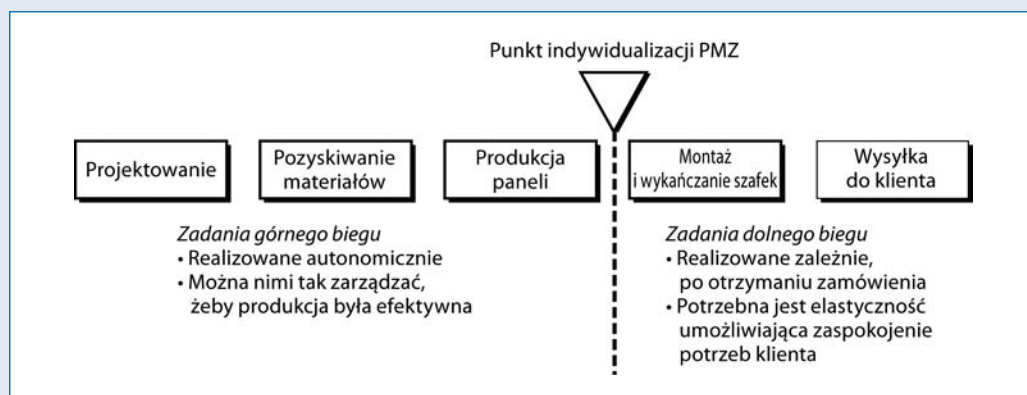 Punkt indywidualizacji PMZ
Projektowanie
Pozyskiwanie
materiałów
Produkcja
paneli
Montaż
i wykańczanie szafek
Wysyłka
do klienta
Zadania górnego biegu
• Realizowane autonomicznie
• Można nimi tak zarządzać,
żeby produkcja była efektywna
Zadania dolnego biegu
• Realizowane zależnie,
po otrzymaniu zamówienia
• Potrzebna jest elastyczność
umożliwiająca zaspokojenie
potrzeb klienta